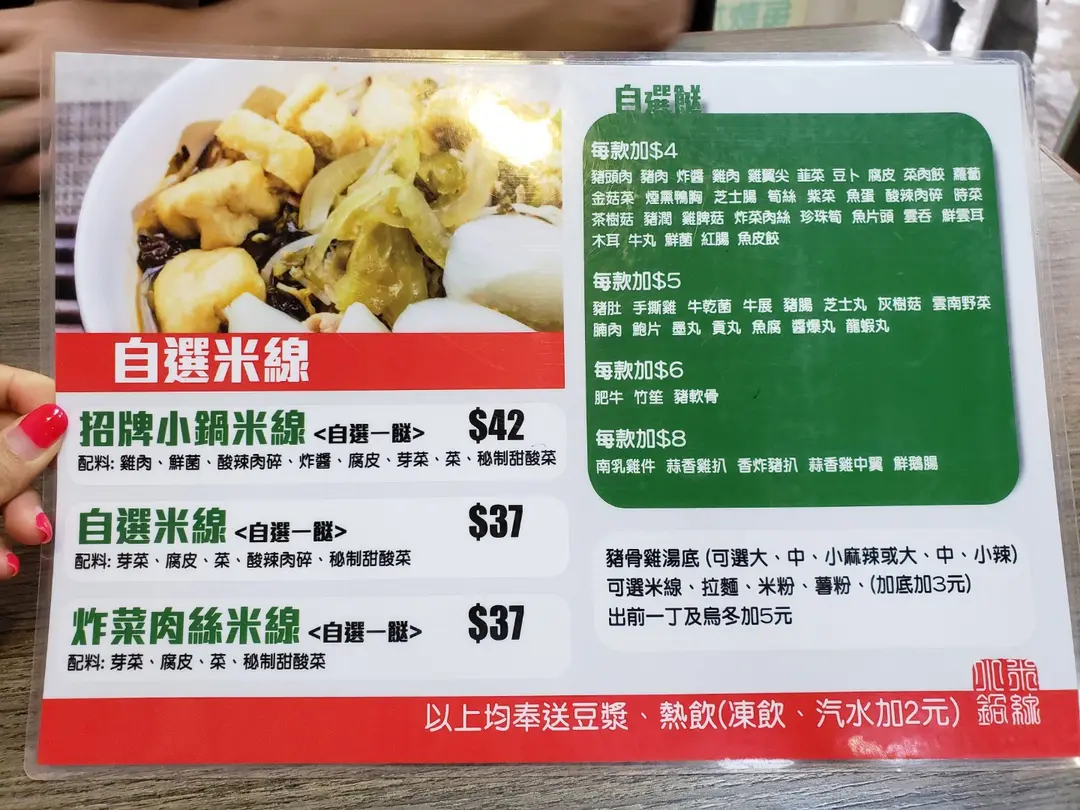 自選米線
招牌小鍋米線 <自選一餸> $42
配料: 雞肉、鮮菌、酸辣肉碎、炸醬、腐皮、芽菜、菜、秘制甜酸菜
自選米線 <自選一餸> $37
配料: 芽菜、腐皮、菜、酸辣肉碎、秘制甜酸菜
炸菜肉絲米線 <自選一餸> $37
配料: 芽菜、腐皮、菜、秘制甜酸菜
自選餸
每款加$4
豬頭肉 豬肉 炸醬 雞肉 雞翼尖 韮菜 豆卜 腐皮 菜肉餃 蘿蔔
金菇菜 煙熏鴨胸 芝士腸 筍絲 紫菜 魚蛋 酸辣肉碎 時菜
茶樹菇 豬潤 雞脾菇 炸菜肉絲 珍珠筍 魚片頭 雲吞 鮮雲耳
木耳 牛丸 鮮菌 紅腸 魚皮餃
每款加$5
豬肚 手撕雞 牛乾菌 牛展 豬腸 芝士丸 灰樹菇 雲南野菜
腩肉 鮑片 墨丸 貢丸 魚腐 醬爆丸 龍蝦丸
每款加$6
肥牛 竹笙 豬軟骨
每款加$8
南乳雞件 蒜香雞扒 香炸豬扒 蒜香雞中翼 鮮鵝腸
豬骨雞湯底 (可選大、中、小麻辣或大、中、小辣)
可選米線、拉麵、米粉、薯粉、(加底加3元)
出前一丁及烏冬加5元
以上均奉送豆漿、熱飲(凍飲、汽水加2元)